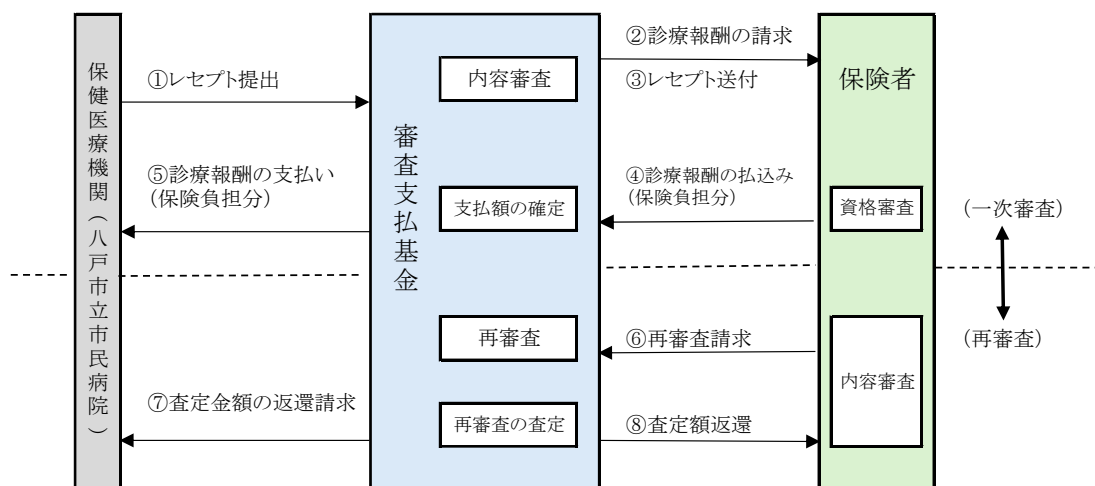 保健医療機関(八戸市立市民病院)
①レセプト提出
⑤診療報酬の支払い
(保険負担分)
⑦査定金額の返還請求
審査支払基金
内容審査
支払額の確定
再審査
再審査の査定
②診療報酬の請求
③レセプト送付
④診療報酬の払込み
(保険負担分)
⑥再審査請求
⑧査定額返還
保険者
資格審査
内容審査
(一次審査)
(再審査)